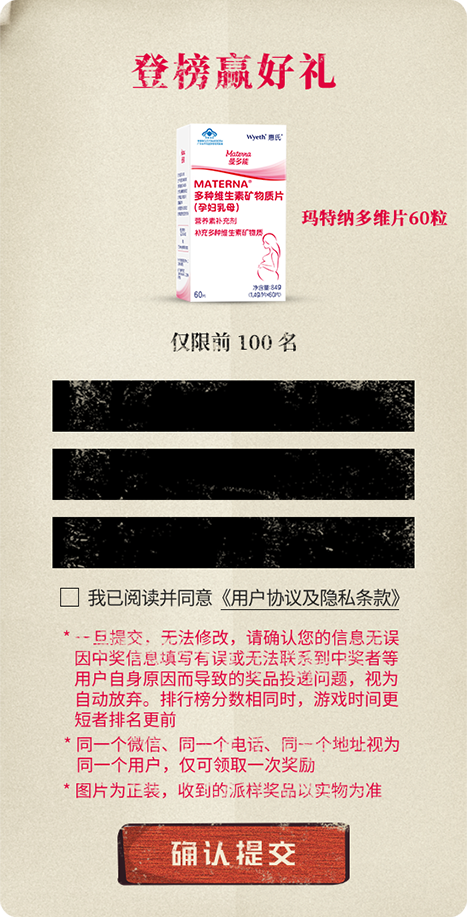 登榜赢好礼
Wyeth® 惠氏®
Materna
MATERNA®
多种维生素矿物质片
(孕妇乳母)
营养素补充剂
补充多种维生素矿物质
净含量:84g
60片
(1.4g/片×60片)
玛特纳多维片60粒
仅限前 100 名
我已阅读并同意《用户协议及隐私条款》
* 一旦提交，无法修改，请确认您的信息无误
因中奖信息填写有误或无法联系到中奖者等
用户自身原因而导致的奖品投递问题，视为
自动放弃。排行榜分数相同时，游戏时间更
短者排名更前
* 同一个微信、同一个电话、同一个地址视为
同一个用户，仅可领取一次奖励
* 图片为正装，收到的派样奖品以实物为准
确认提交